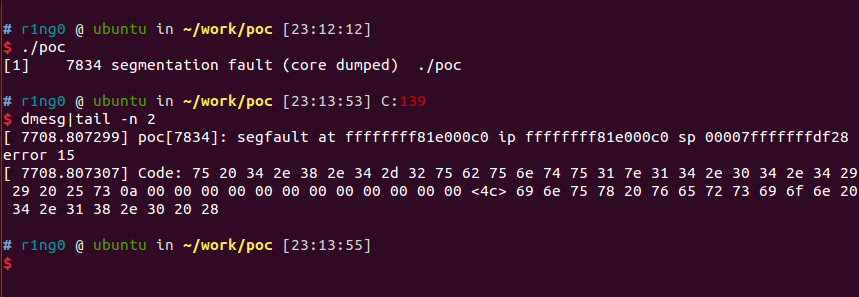 # r1ng0 @ ubuntu in ~/work/poc [23:12:12]
$ ./poc
[1]    7834 segmentation fault (core dumped)  ./poc
# r1ng0 @ ubuntu in ~/work/poc [23:13:53] C:139
$ dmesg|tail -n 2
[ 7708.807299] poc[7834]: segfault at ffffffff81e000c0 ip ffffffff81e000c0 sp 00007fffffffdf28
error 15
[ 7708.807307] Code: 75 20 34 2e 38 2e 34 2d 32 75 62 75 6e 74 75 31 7e 31 34 2e 30 34 2e 34 29
29 20 25 73 0a 00 00 00 00 00 00 00 00 00 00 00 00 00 <4c> 69 6e 75 78 20 76 65 72 73 69 6f 6e 20
34 2e 31 38 2e 30 20 28
# r1ng0 @ ubuntu in ~/work/poc [23:13:55]
$